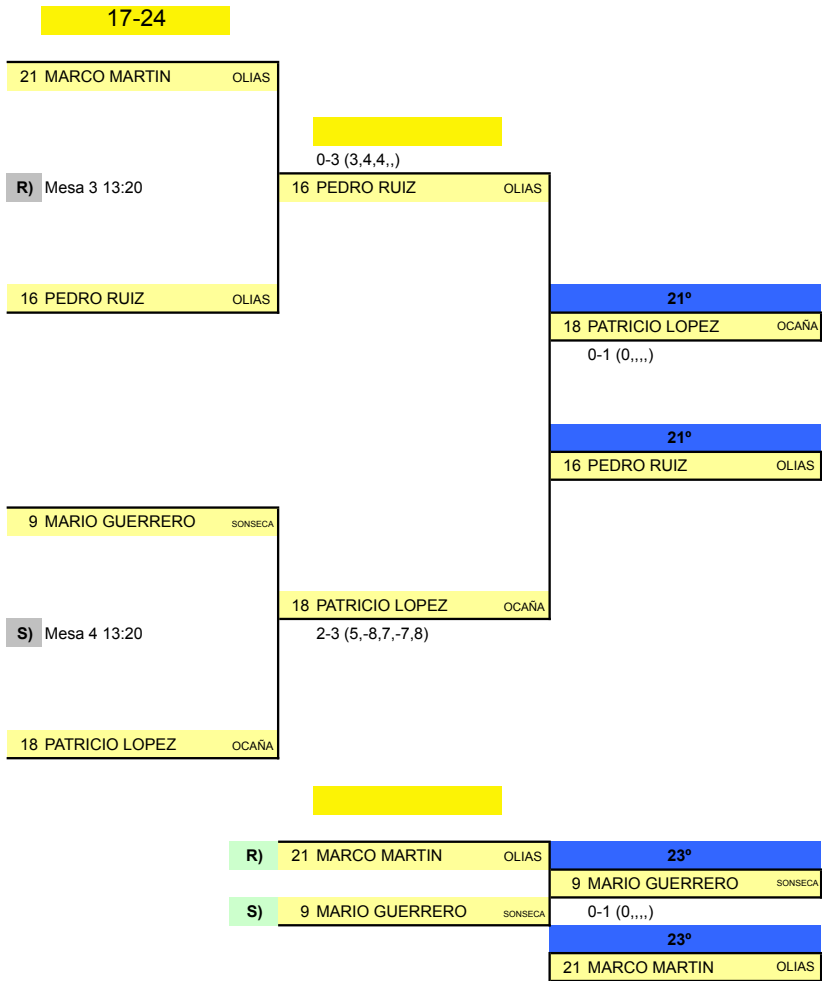 17-24
21 MARCO MARTIN OLIAS
0-3 (3,4,4,,)
R) Mesa 3 13:20 16 PEDRO RUIZ OLIAS
16 PEDRO RUIZ OLIAS 21º
18 PATRICIO LOPEZ OCAÑA
0-1 (0,,,,)
21º
16 PEDRO RUIZ OLIAS
9 MARIO GUERRERO SONSECA
18 PATRICIO LOPEZ OCAÑA
S) Mesa 4 13:20 2-3 (5,-8,7,-7,8)
18 PATRICIO LOPEZ OCAÑA
R) 21 MARCO MARTIN OLIAS 23º
9 MARIO GUERRERO SONSECA
S) 9 MARIO GUERRERO SONSECA 0-1 (0,,,,)
23º
21 MARCO MARTIN OLIAS